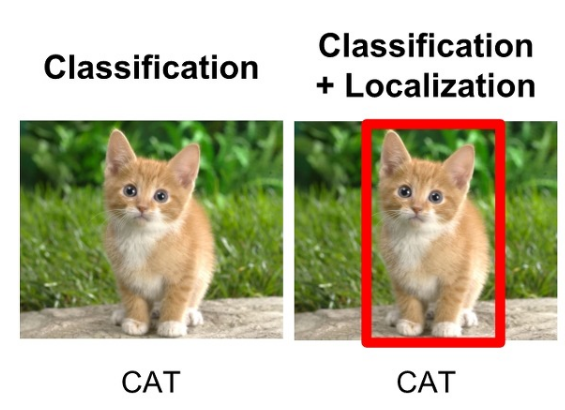 Classification
Classification
+ Localization
CAT
CAT